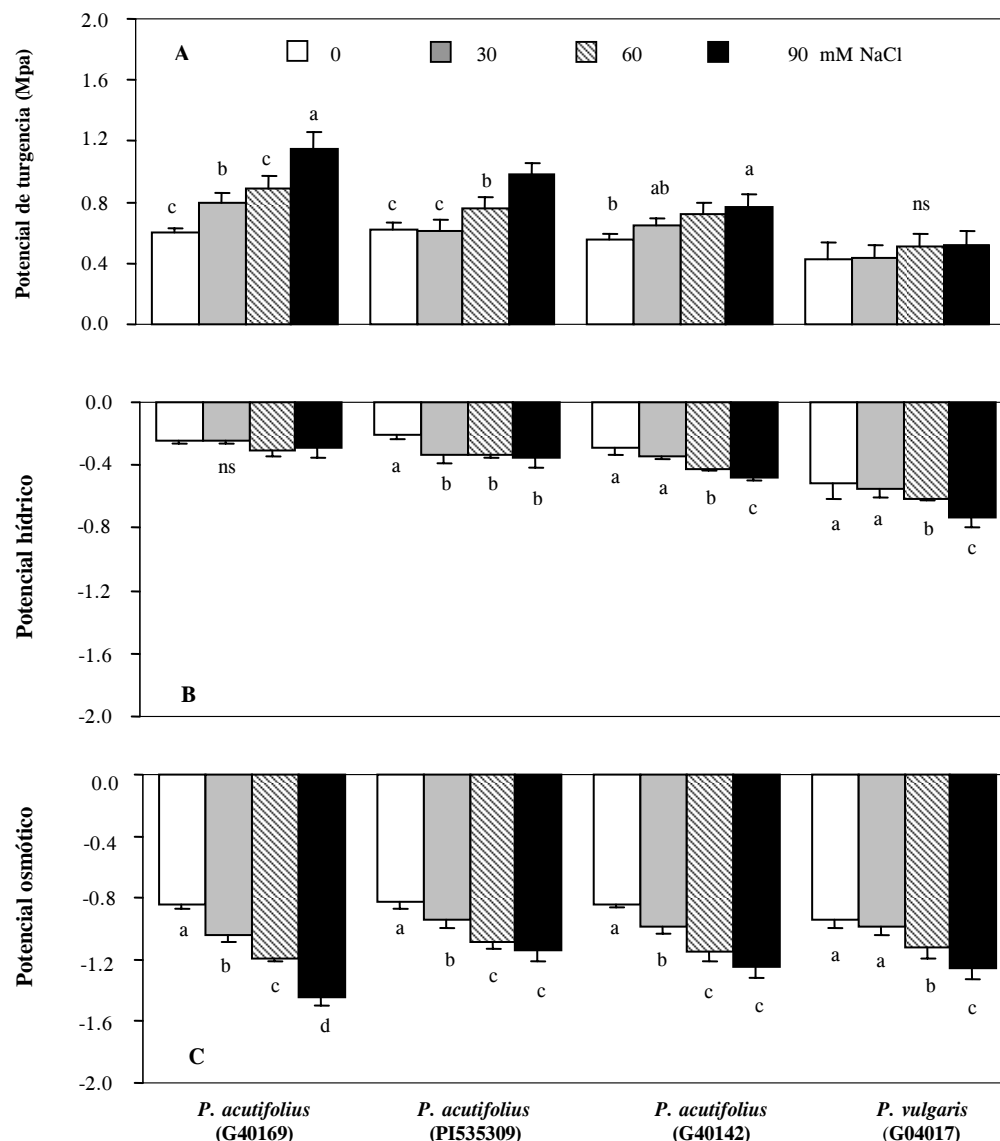 2.0
A 0 30 60 90 mM NaCl
1.6
a
1.2
b c b a
c c c b ab ns
0.8
0.4
0.0
Potencial de turgencia (Mpa)
0.0
-0.4
ns a b b b a a b c a a b c
-0.8
-1.2
-1.6
B
-2.0
Potencial hídrico
0.0
-0.4
-0.8
a b c d a b c c a b c c a a b c
-1.2
-1.6
C
-2.0
Potencial osmótico
P. acutifolius P. acutifolius P. acutifolius P. vulgaris
(G40169) (PI535309) (G40142) (G04017)